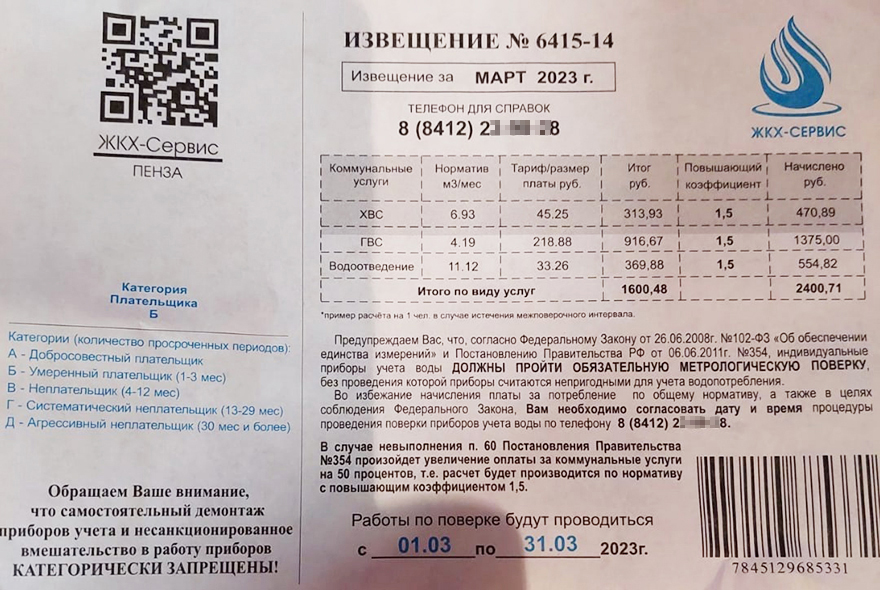 ЖКХ-Сервис
ПЕНЗА
Категория
Плательщика
Б
Категории (количество просроченных периодов):
А - Добросовестный плательщик
Б - Умеренный плательщик (1-3 мес)
В - Неплательщик (4-12 мес)
Г - Систематический неплательщик (13-29 мес)
Д - Агрессивный неплательщик (30 мес и более)
Обращаем Ваше внимание,
что самостоятельный демонтаж
приборов учета и несанкционированное
вмешательство в работу приборов
КАТЕГОРИЧЕСКИ ЗАПРЕЩЕНЫ!
ИЗВЕЩЕНИЕ № 6415-14
Извещение за МАРТ 2023 г.
ТЕЛЕФОН ДЛЯ СПРАВОК
8 (8412) 2 8
ЖКХ-СЕРВИС
Коммунальные услуги Норматив м3/мес Тариф/размер платы руб. Итог руб. Повышающий коэффициент Начислено руб.
ХВС 6.93 45.25 313,93 1,5 470,89
ГВС 4.19 218.88 916,67 1,5 1375,00
Водоотведение 11.12 33.26 369,88 1,5 554,82
Итого по виду услуг 1600,48 2400,71
*пример расчёта на 1 чел. в случае истечения межповерочного интервала.
Предупреждаем Вас, что, согласно Федеральному Закону от 26.06.2008г. №102-ФЗ «Об обеспечении
единства измерений» и Постановлению Правительства РФ от 06.06.2011г. №354, индивидуальные
приборы учета воды ДОЛЖНЫ ПРОЙТИ ОБЯЗАТЕЛЬНУЮ МЕТРОЛОГИЧЕСКУЮ ПОВЕРКУ,
без проведения которой приборы считаются непригодными для учета водопотребления.
Во избежание начисления платы за потребление по общему нормативу, а также в целях
соблюдения Федерального Закона, Вам необходимо согласовать дату и время процедуры
проведения поверки приборов учета воды по телефону 8 (8412) 2 8.
В случае невыполнения п. 60 Постановления Правительства
№354 произойдет увеличение оплаты за коммунальные услуги
на 50 процентов, т.е. расчет будет производится по нормативу
с повышающим коэффициентом 1,5.
Работы по поверке будут проводиться
с 01.03 по 31.03 2023г.
7845129685331